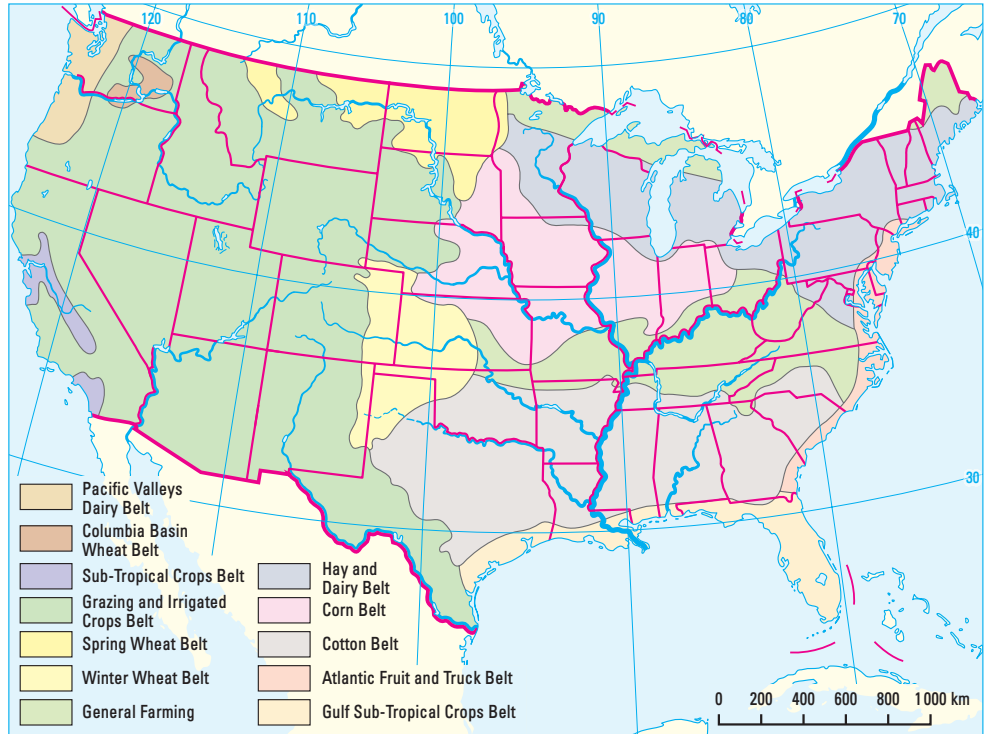 120
110
100
90
80
70
40
30
Pacific Valleys
Dairy Belt
Columbia Basin
Wheat Belt
Sub-Tropical Crops Belt
Grazing and Irrigated
Crops Belt
Spring Wheat Belt
Winter Wheat Belt
General Farming
Hay and
Dairy Belt
Corn Belt
Cotton Belt
Atlantic Fruit and Truck Belt
Gulf Sub-Tropical Crops Belt
0 200 400 600 800 1000 km